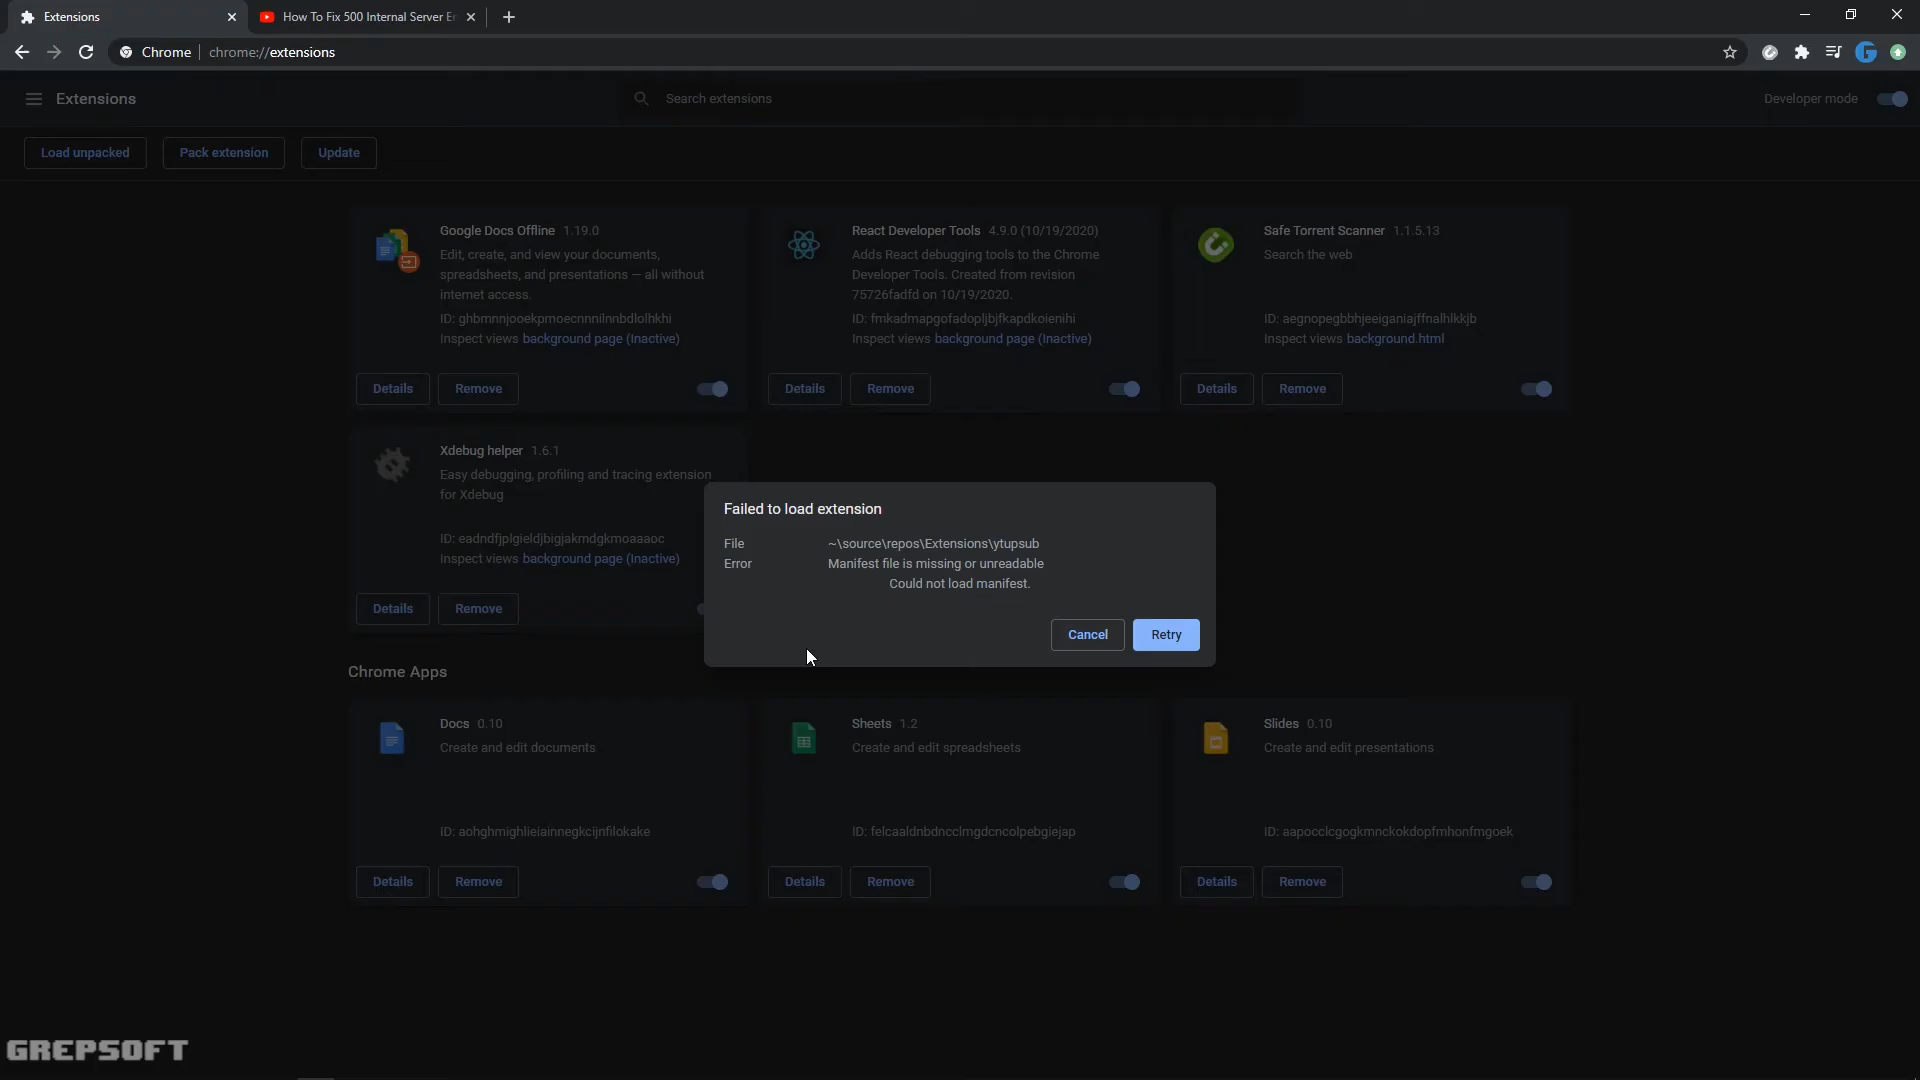 Extensions
How To Fix 500 Internal Server Er
Chrome
chrome://extensions
Extensions
Search extensions
Developer mode
Load unpacked
Pack extension
Update
Google Docs Offline 1.19.0
Edit, create, and view your documents,
spreadsheets, and presentations — all without
internet access.
ID: ghbmnnjooekpmoecnnnilnnbdlolhkhi
Inspect views background page (Inactive)
Details
Remove
React Developer Tools 4.9.0 (10/19/2020)
Adds React debugging tools to the Chrome
Developer Tools. Created from revision
75726fadfd on 10/19/2020.
ID: fmkadmapgofadopljbjfkapdkoienihi
Inspect views background page (Inactive)
Details
Remove
Safe Torrent Scanner 1.1.5.13
Search the web
ID: aegnopegbbhjeeiganiajffnalhlkkjb
Inspect views background.html
Details
Remove
Xdebug helper 1.6.1
Easy debugging, profiling and tracing extension
for Xdebug
ID: eadndfjplgieldjbigjakmdgkmoaaaoc
Inspect views background page (Inactive)
Details
Remove
Failed to load extension
File ~\source\repos\Extensions\ytupsub
Error Manifest file is missing or unreadable
Could not load manifest.
Cancel
Retry
Chrome Apps
Docs 0.10
Create and edit documents
ID: aohghmighlieiainnegkcijnfilokake
Details
Remove
Sheets 1.2
Create and edit spreadsheets
ID: felcaaldnbdncclmgdcncolpebgiejap
Details
Remove
Slides 0.10
Create and edit presentations
ID: aapocclcgogkmnckokdopfmhonfmgoek
Details
Remove
GREPSOFT